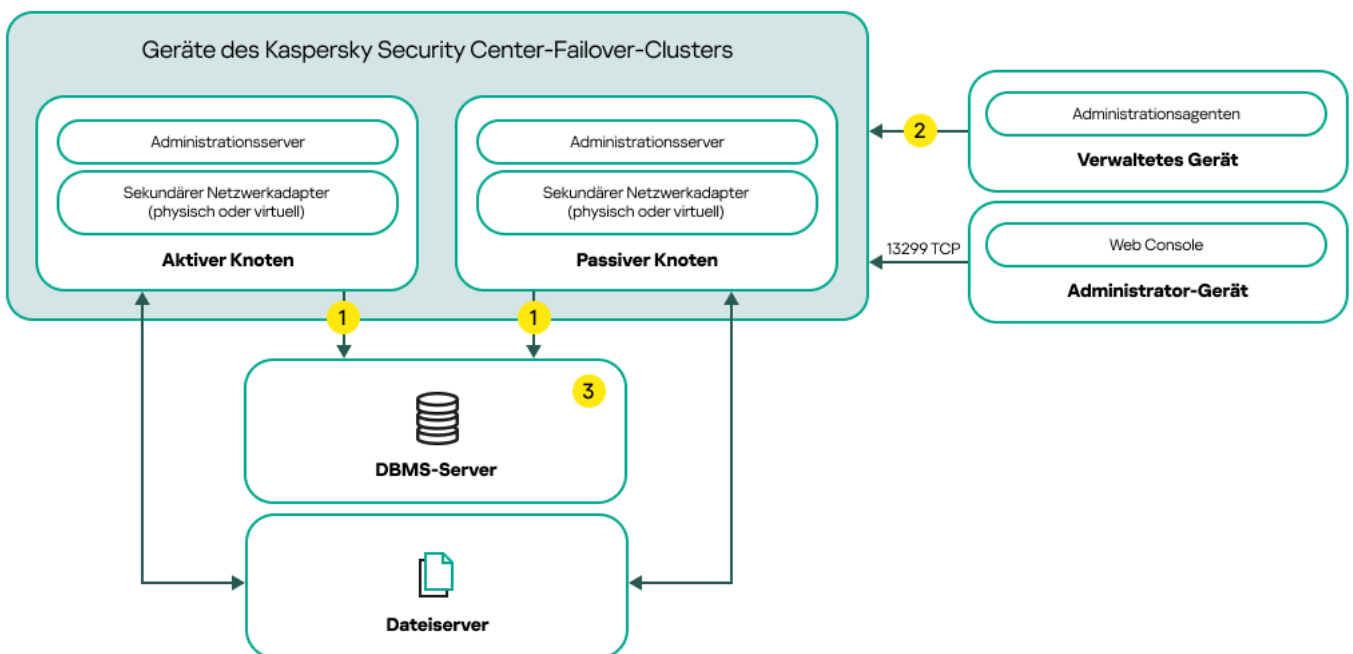 Geräte des Kaspersky Security Center-Failover-Clusters
Administrationsserver
Sekundärer Netzwerkadapter
(physisch oder virtuell)
Aktiver Knoten
Administrationsserver
Sekundärer Netzwerkadapter
(physisch oder virtuell)
Passiver Knoten
2
Administrationsagenten
Verwaltetes Gerät
13299 TCP
Web Console
Administrator-Gerät
1
1
3
DBMS-Server
Dateiserver